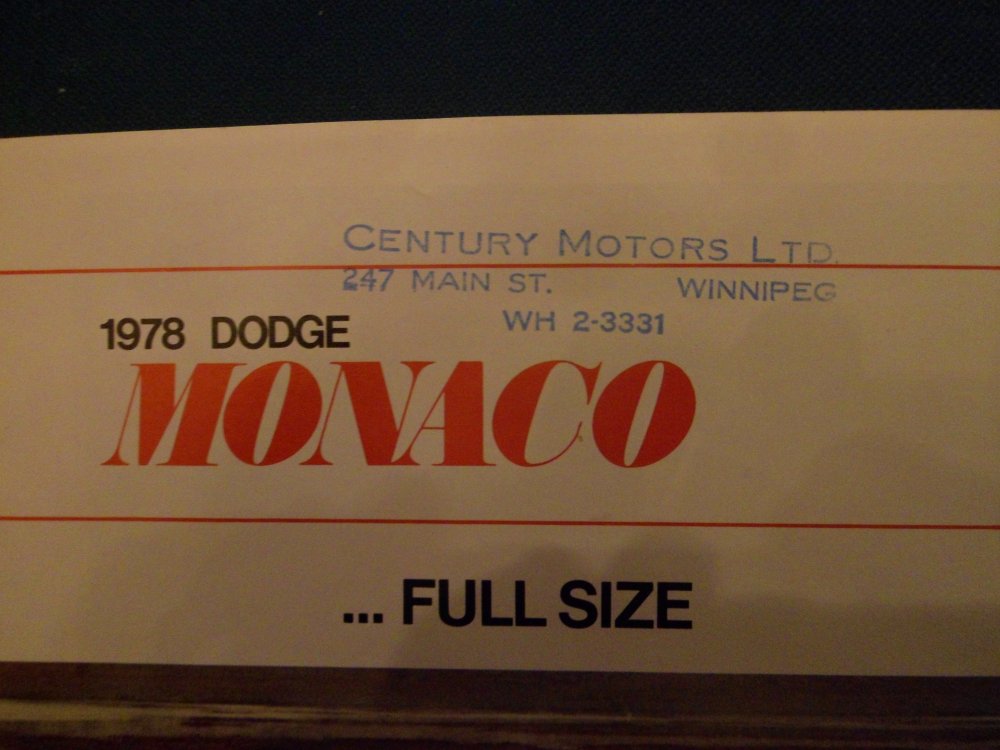 CENTURY MOTORS LTD.
247 MAIN ST. WINNIPEG
WH 2-3331
1978 DODGE
MONACO
... FULL SIZE